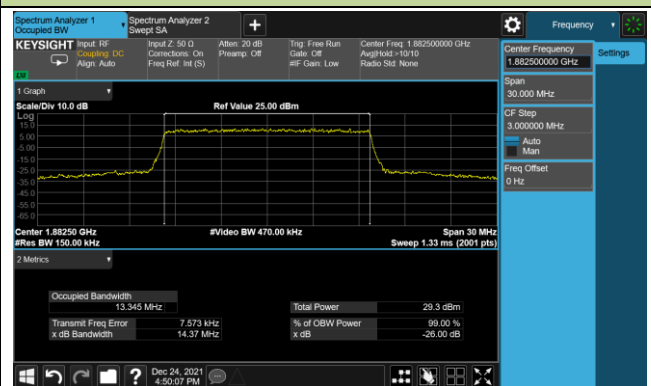 Spectrum Analyzer 1
Occupied BW
Spectrum Analyzer 2
Swept SA
Frequency
KEYSIGHT
Input: RF
Coupling: DC
Align: Auto
Input Z: 50 Ω
Corrections: On
Freq Ref: Int (S)
Atten: 20 dB
Preamp: Off
Trig: Free Run
Gate: Off
#IF Gain: Low
Center Freq: 1.882500000 GHz
Avg|Hold:>10/10
Radio Std: None
Center Frequency
1.882500000 GHz
Settings
Span
30.000 MHz
CF Step
3.000000 MHz
Auto
Man
Freq Offset
0 Hz
1 Graph
Scale/Div 10.0 dB
Ref Value 25.00 dBm
Log
15.0
5.00
-5.00
-15.0
-25.0
-35.0
-45.0
-55.0
-65.0
Center 1.88250 GHz
#Video BW 470.00 kHz
Span 30 MHz
#Res BW 150.00 kHz
Sweep 1.33 ms (2001 pts)
2 Metrics
Occupied Bandwidth
13.345 MHz
Total Power
29.3 dBm
Transmit Freq Error
7.573 kHz
% of OBW Power
99.00 %
x dB Bandwidth
14.37 MHz
x dB
-26.00 dB
Dec 24, 2021
4:50:07 PM